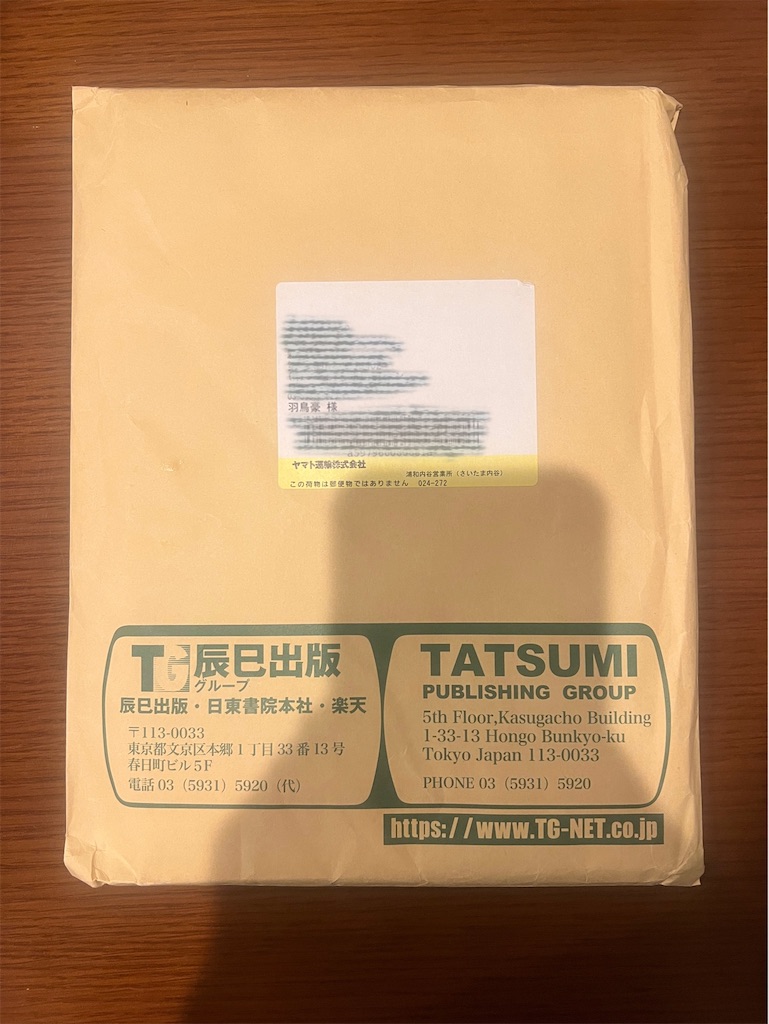 羽鳥豪 様
ヤマト運輸株式会社
浦和内谷営業所（さいたま内谷）
この荷物は郵便物ではありません 024-272
TG 辰巳出版
グループ
辰巳出版・日東書院本社・楽天
〒113-0033
東京都文京区本郷1丁目33番13号
春日町ビル5F
電話 03（5931）5920（代）
TATSUMI
PUBLISHING GROUP
5th Floor,Kasugacho Building
1-33-13 Hongo Bunkyo-ku
Tokyo Japan 113-0033
PHONE 03（5931）5920
https://www.TG-NET.co.jp